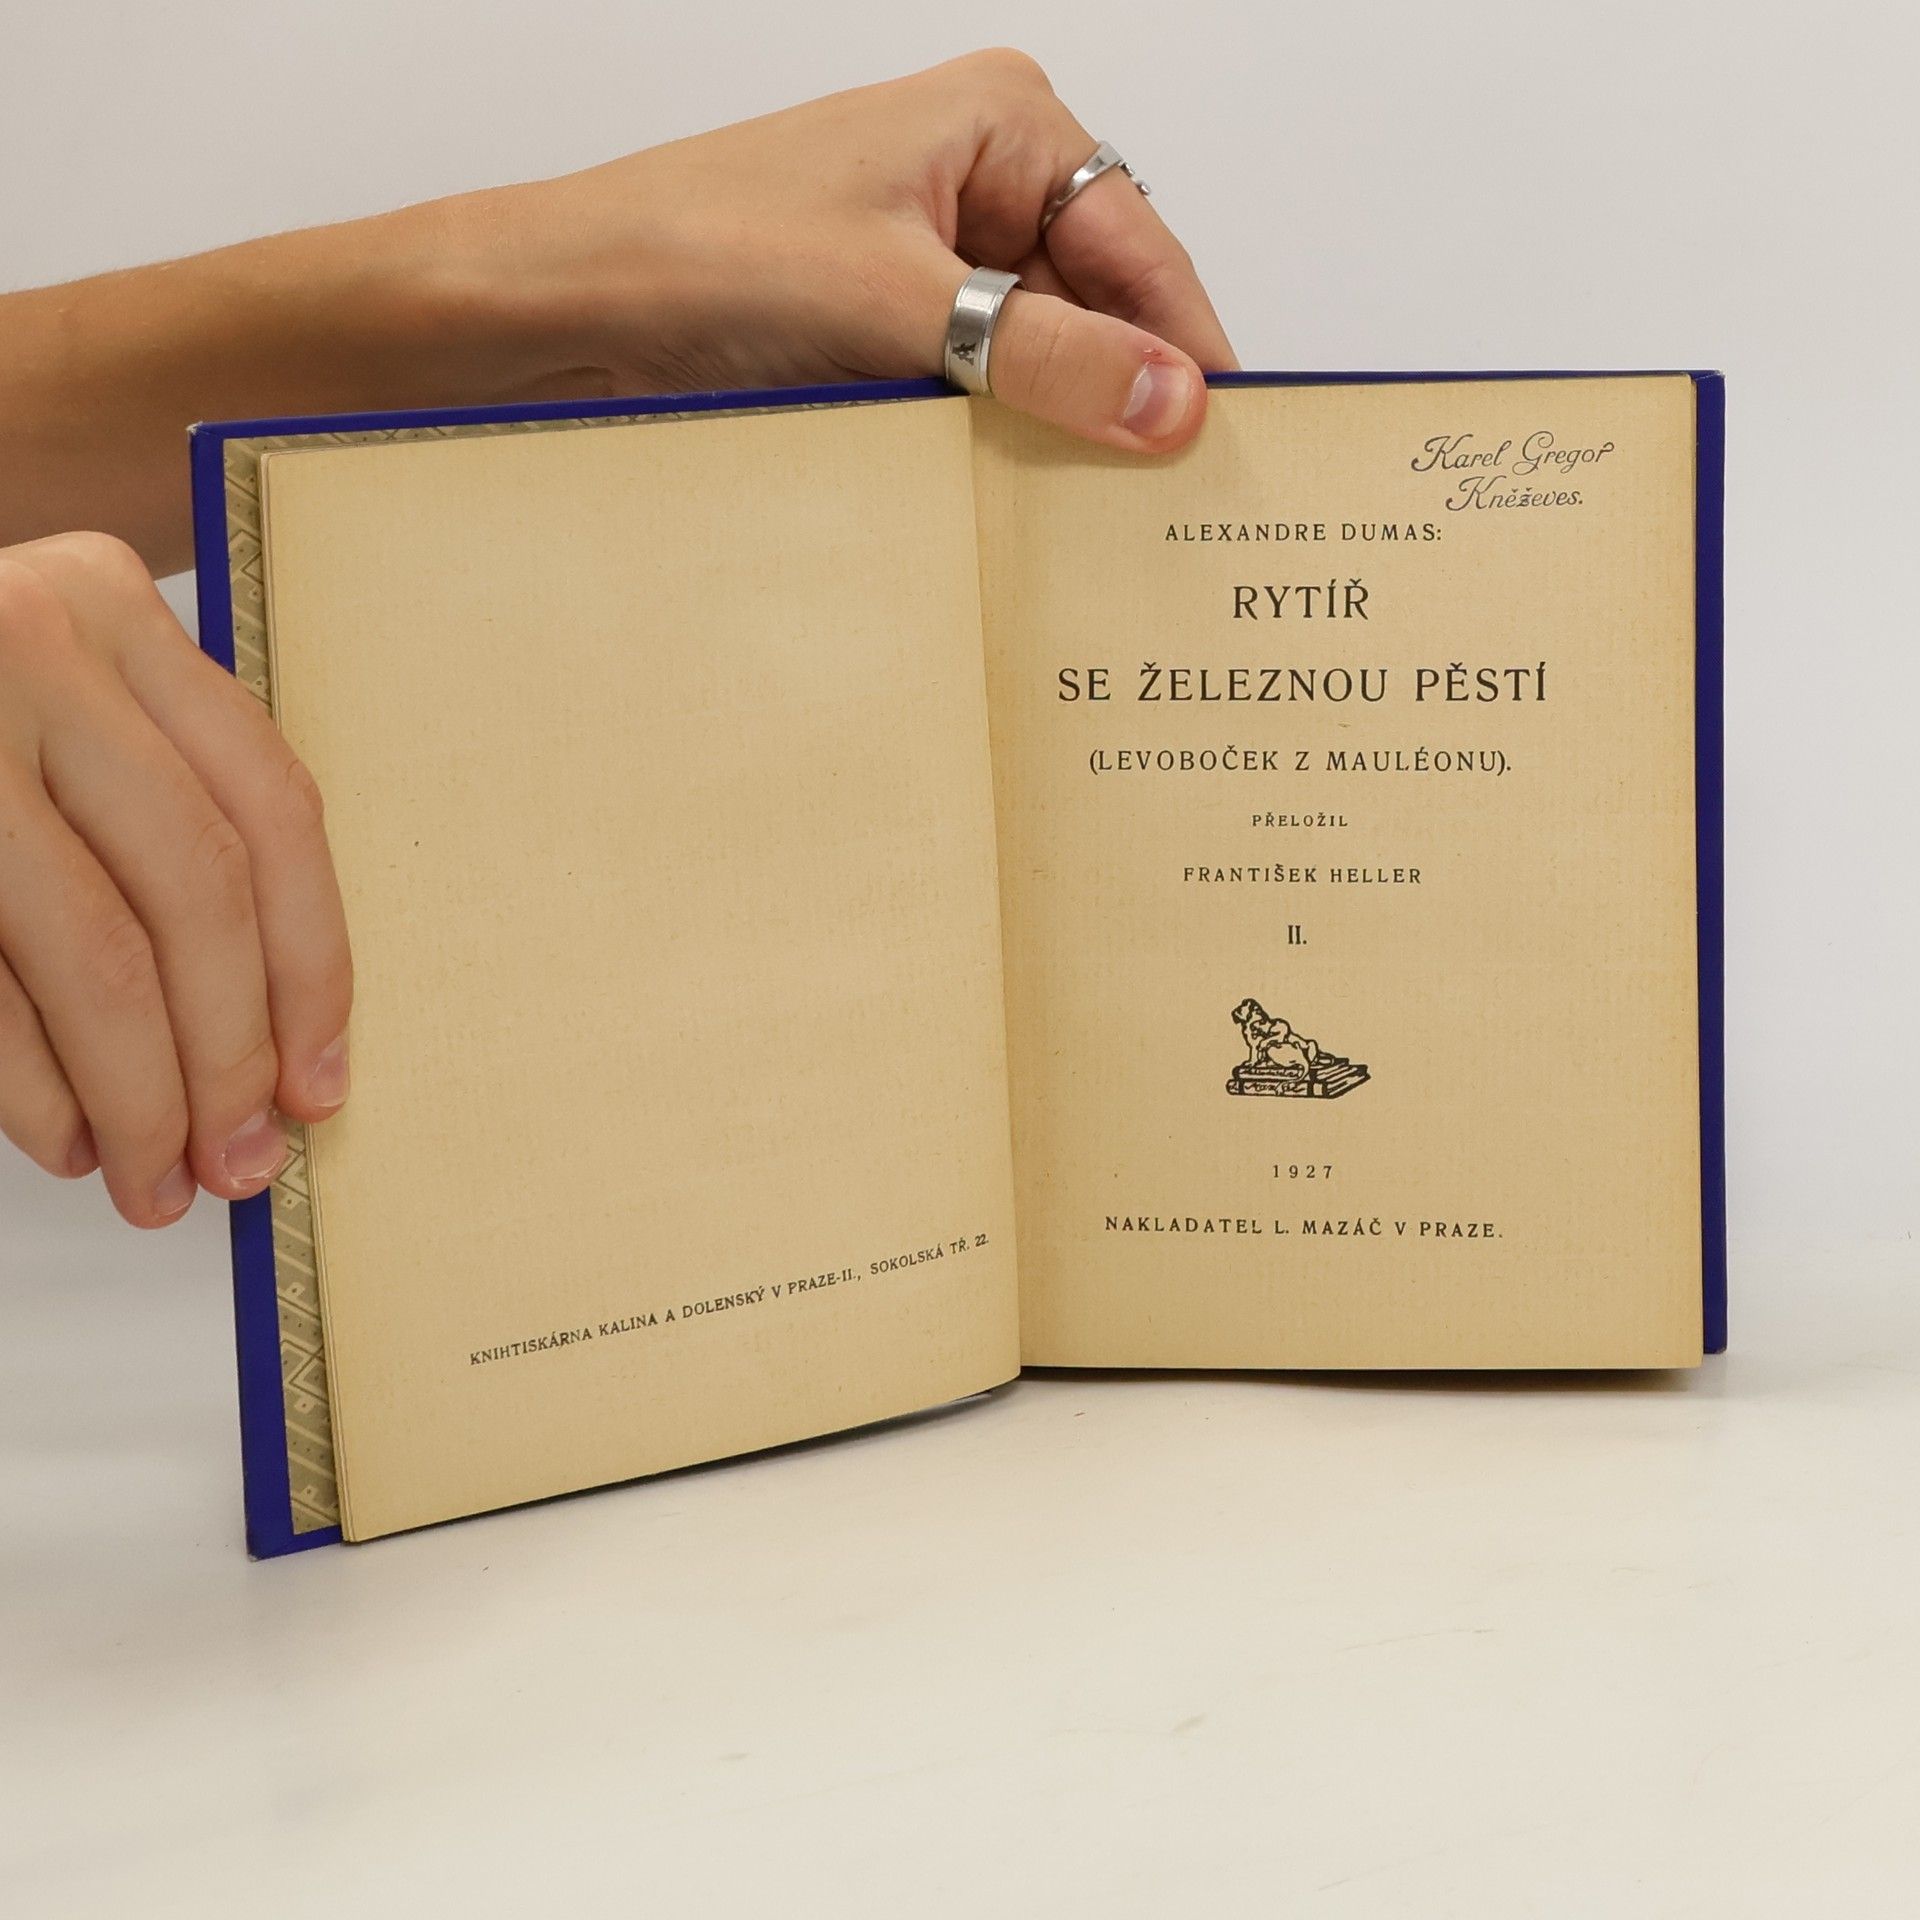 KNIHTISKÁRNA KALINA A DOLENSKÝ V PRAZE-II., SOKOLSKÁ TŘ. 22.
Karel Gregor
Kněževes.
ALEXANDRE DUMAS:
RYTÍŘ
SE ŽELEZNOU PĚSTÍ
(LEVOBOČEK Z MAULÉONU).
PŘELOŽIL
FRANTIŠEK HELLER
II.
1927
NAKLADATEL L. MAZÁČ V PRAZE.